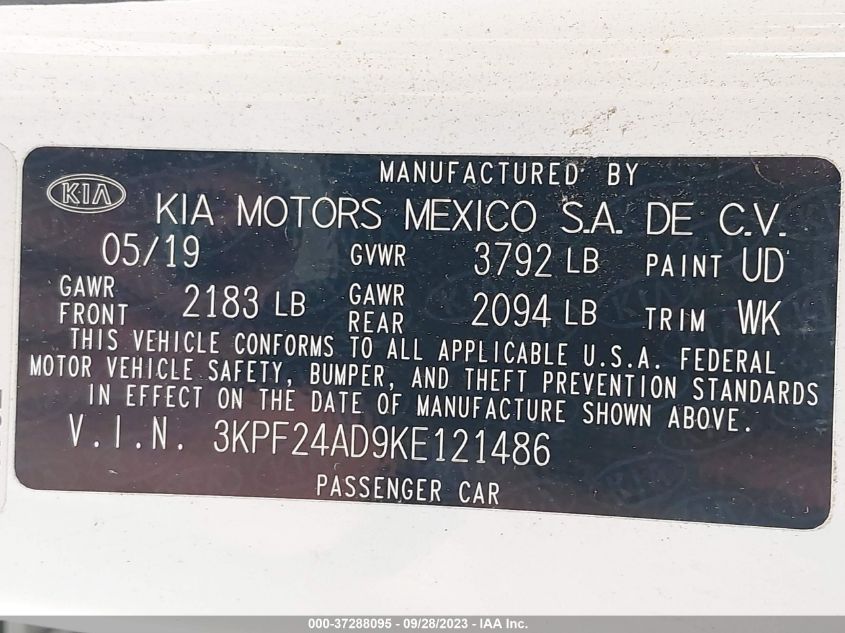 MANUFACTURED BY
KIA KIA MOTORS MEXICO S.A. DE C.V.
05/19 GVWR 3792 LB PAINT UD
GAWR FRONT 2183 LB GAWR REAR 2094 LB TRIM WK
THIS VEHICLE CONFORMS TO ALL APPLICABLE U.S.A. FEDERAL
MOTOR VEHICLE SAFETY, BUMPER, AND THEFT PREVENTION STANDARDS
IN EFFECT ON THE DATE OF MANUFACTURE SHOWN ABOVE.
V.I.N. 3KPF24AD9KE121486
PASSENGER CAR
000-37288095 - 09/28/2023 - IAA Inc.